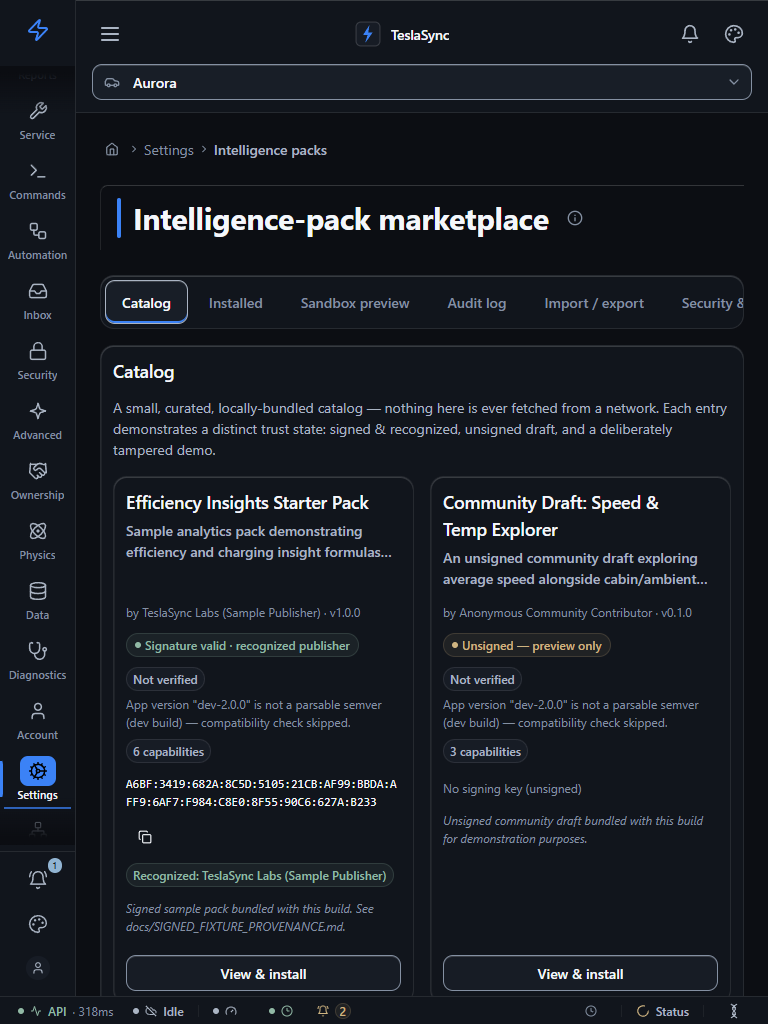 TeslaSync
Aurora
Service
Commands
Automation
Inbox
Security
Advanced
Ownership
Physics
Data
Diagnostics
Account
Settings
1
Settings
Intelligence packs
Intelligence-pack marketplace
Catalog
Installed
Sandbox preview
Audit log
Import / export
Security &
Catalog
A small, curated, locally-bundled catalog — nothing here is ever fetched from a network. Each entry
demonstrates a distinct trust state: signed & recognized, unsigned draft, and a deliberately
tampered demo.
Efficiency Insights Starter Pack
Sample analytics pack demonstrating
efficiency and charging insight formulas...
by TeslaSync Labs (Sample Publisher) · v1.0.0
Signature valid · recognized publisher
Not verified
App version "dev-2.0.0" is not a parsable semver
(dev build) — compatibility check skipped.
6 capabilities
A6BF:3419:682A:8C5D:5105:21CB:AF99:BBDA:A
FF9:6AF7:F984:C8E0:8F55:90C6:627A:B233
Recognized: TeslaSync Labs (Sample Publisher)
Signed sample pack bundled with this build. See
docs/SIGNED_FIXTURE_PROVENANCE.md.
View & install
Community Draft: Speed &
Temp Explorer
An unsigned community draft exploring
average speed alongside cabin/ambient...
by Anonymous Community Contributor · v0.1.0
Unsigned — preview only
Not verified
App version "dev-2.0.0" is not a parsable semver
(dev build) — compatibility check skipped.
3 capabilities
No signing key (unsigned)
Unsigned community draft bundled with this build
for demonstration purposes.
View & install
API · 318ms
Idle
2
Status